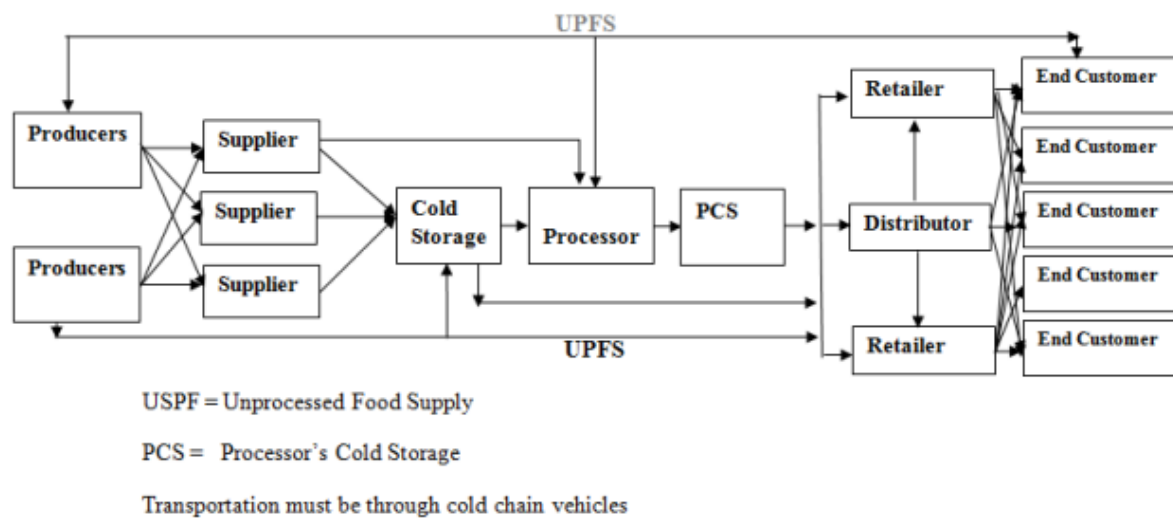 UPFS
Producers
Supplier
Supplier
Supplier
Producers
Cold
Storage
Processor
PCS
Retailer
Distributor
Retailer
End Customer
End Customer
End Customer
End Customer
End Customer
UPFS
USPF = Unprocessed Food Supply
PCS = Processor's Cold Storage
Transportation must be through cold chain vehicles